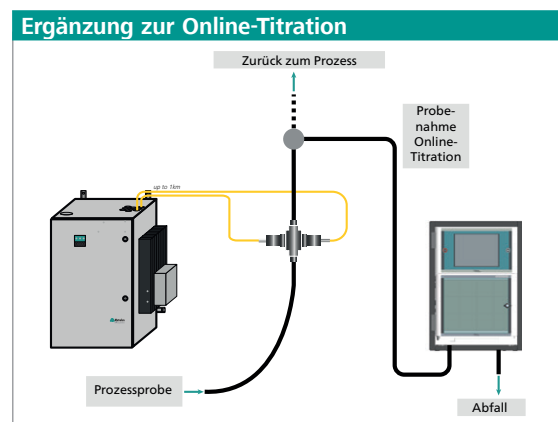 Ergänzung zur Online-Titration
Zurück zum Prozess
Probe-
nahme
Online-
Titration
up to 1km
Prozessprobe
Abfall